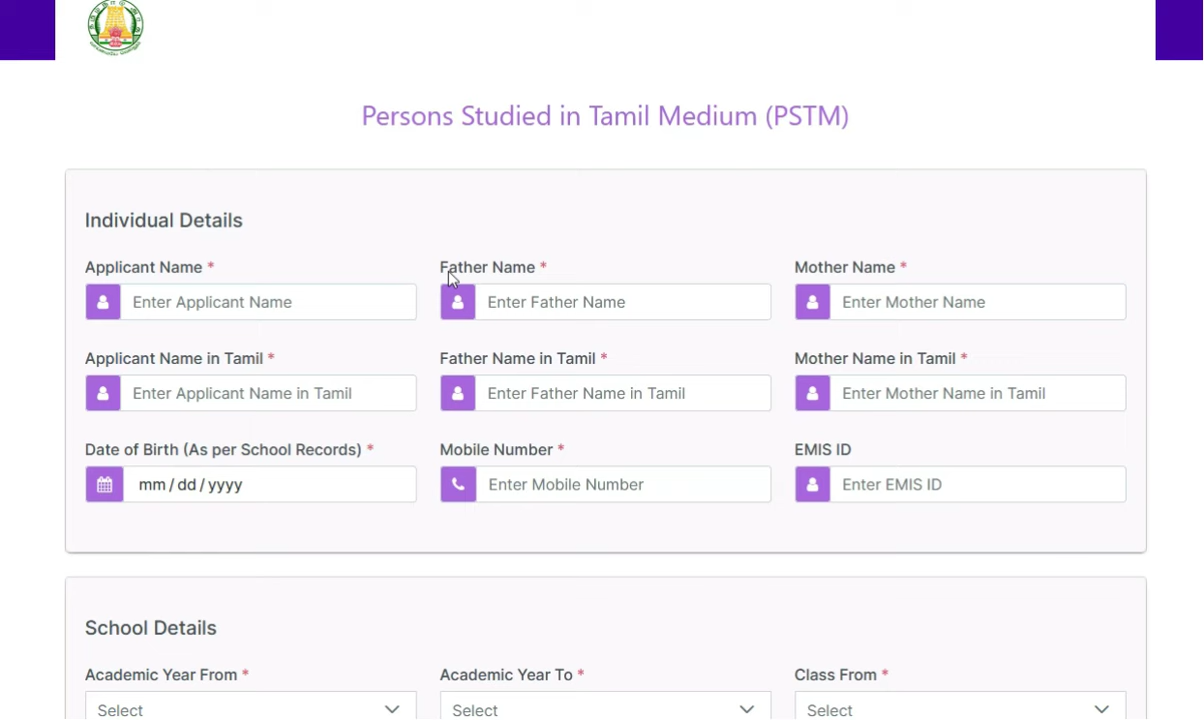 Persons Studied in Tamil Medium (PSTM)
Individual Details
Applicant Name *
Father Name *
Mother Name *
Enter Applicant Name
Enter Father Name
Enter Mother Name
Applicant Name in Tamil *
Father Name in Tamil *
Mother Name in Tamil *
Enter Applicant Name in Tamil
Enter Father Name in Tamil
Enter Mother Name in Tamil
Date of Birth (As per School Records) *
Mobile Number *
EMIS ID
mm / dd / yyyy
Enter Mobile Number
Enter EMIS ID
School Details
Academic Year From *
Academic Year To *
Class From *
Select
Select
Select